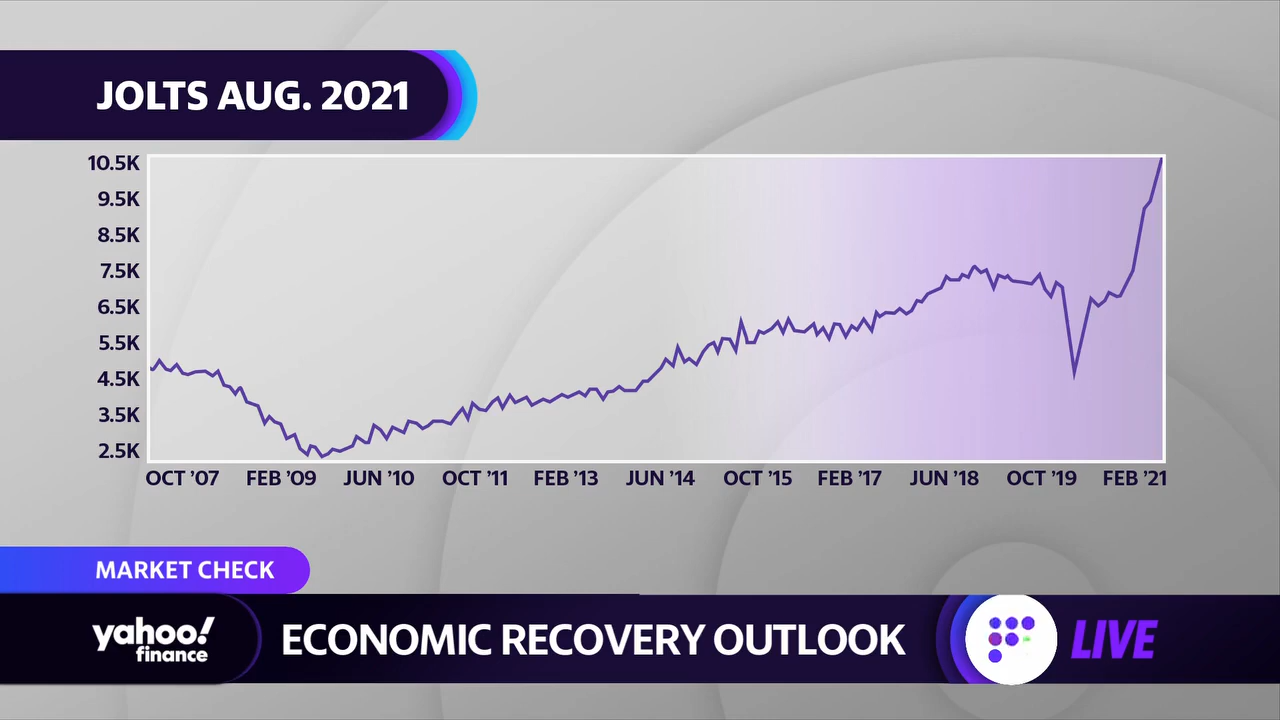 JOLTS AUG. 2021
10.5K
9.5K
8.5K
7.5K
6.5K
5.5K
4.5K
3.5K
2.5K
OCT ’07 FEB ’09 JUN ’10 OCT ’11 FEB ’13 JUN ’14 OCT ’15 FEB ’17 JUN ’18 OCT ’19 FEB ’21
MARKET CHECK
yahoo!
finance
ECONOMIC RECOVERY OUTLOOK
LIVE